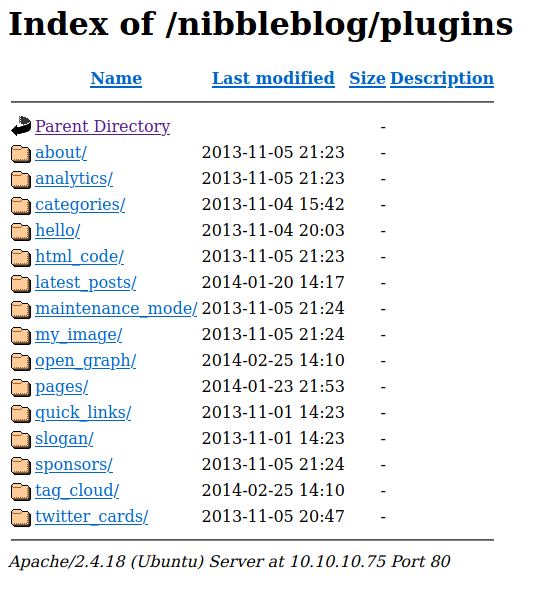 Index of /nibbleblog/plugins
Name Last modified Size Description
Parent Directory -
about/ 2013-11-05 21:23 -
analytics/ 2013-11-05 21:23 -
categories/ 2013-11-04 15:42 -
hello/ 2013-11-04 20:03 -
html_code/ 2013-11-05 21:23 -
latest_posts/ 2014-01-20 14:17 -
maintenance_mode/ 2013-11-05 21:24 -
my_image/ 2013-11-05 21:24 -
open_graph/ 2014-02-25 14:10 -
pages/ 2014-01-23 21:53 -
quick_links/ 2013-11-01 14:23 -
slogan/ 2013-11-01 14:23 -
sponsors/ 2013-11-05 21:24 -
tag_cloud/ 2014-02-25 14:10 -
twitter_cards/ 2013-11-05 20:47 -
Apache/2.4.18 (Ubuntu) Server at 10.10.10.75 Port 80